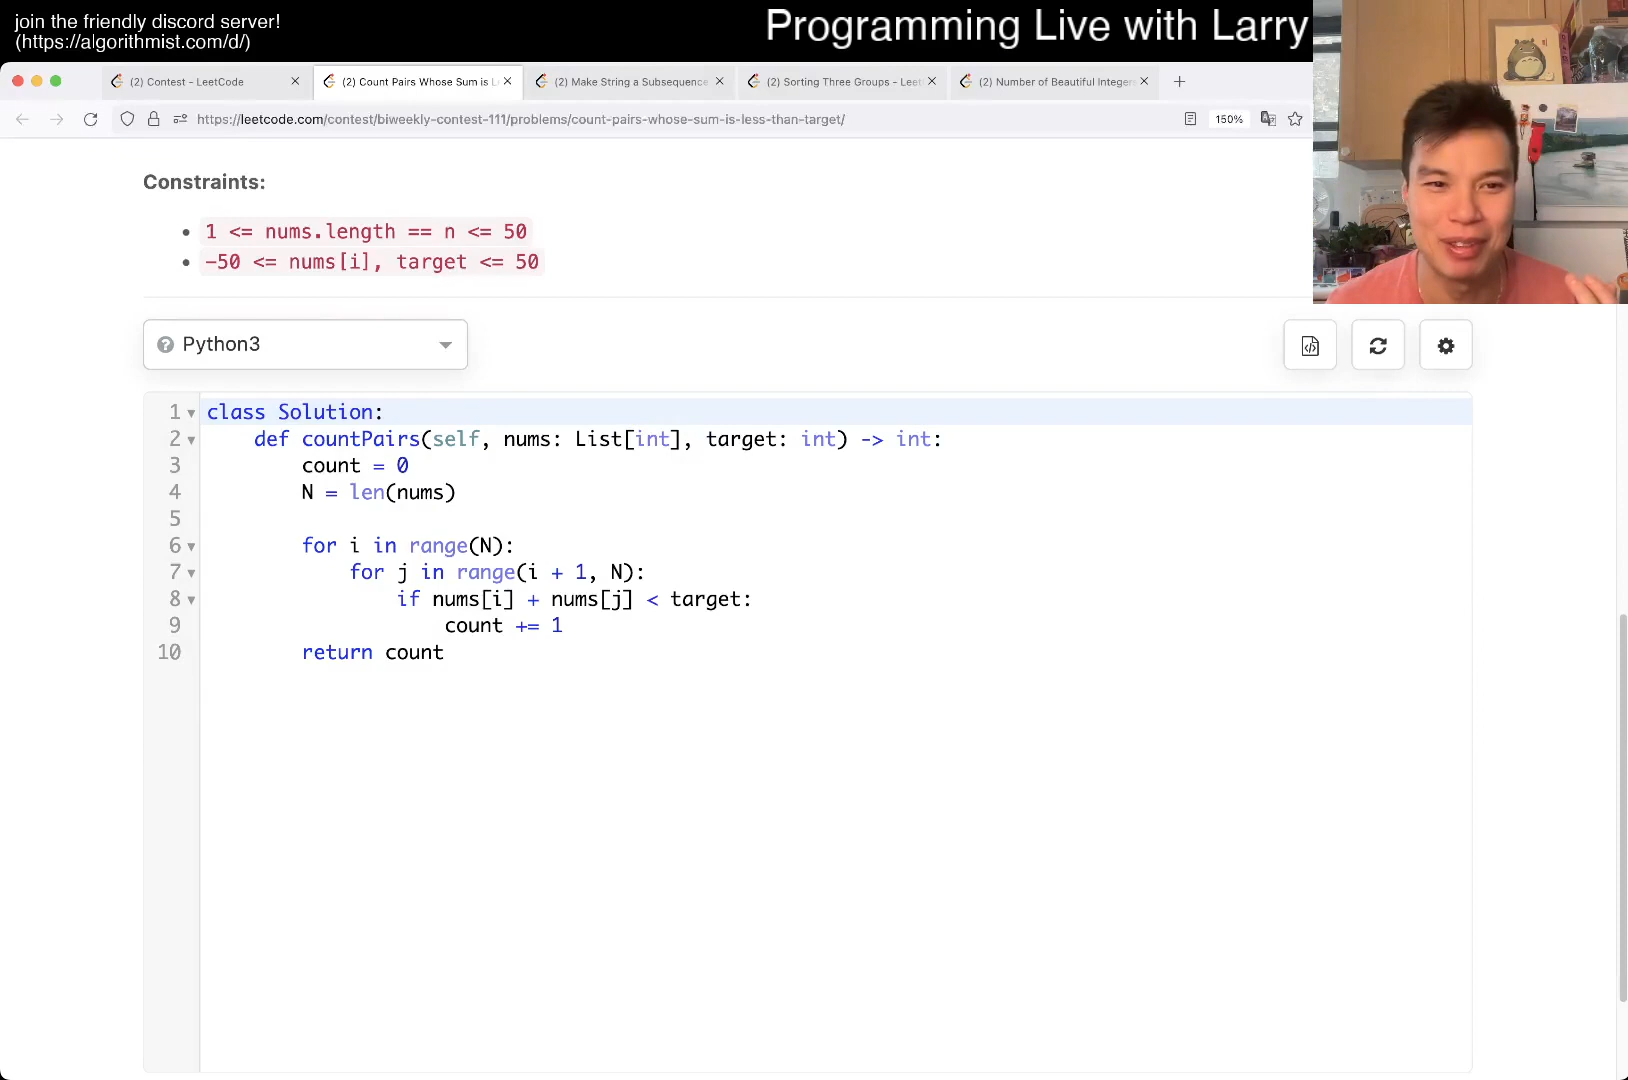 join the friendly discord server!
(https://algorithmist.com/d/)
Programming Live with Larry
(2) Contest - LeetCode
(2) Count Pairs Whose Sum is L
(2) Make String a Subsequence
(2) Sorting Three Groups - Leet
(2) Number of Beautiful Integers
https://leetcode.com/contest/biweekly-contest-111/problems/count-pairs-whose-sum-is-less-than-target/
150%
Constraints:
1 <= nums.length == n <= 50
-50 <= nums[i], target <= 50
Python3
1 class Solution:
2 def countPairs(self, nums: List[int], target: int) -> int:
3 count = 0
4 N = len(nums)
5
6 for i in range(N):
7 for j in range(i + 1, N):
8 if nums[i] + nums[j] < target:
9 count += 1
10 return count